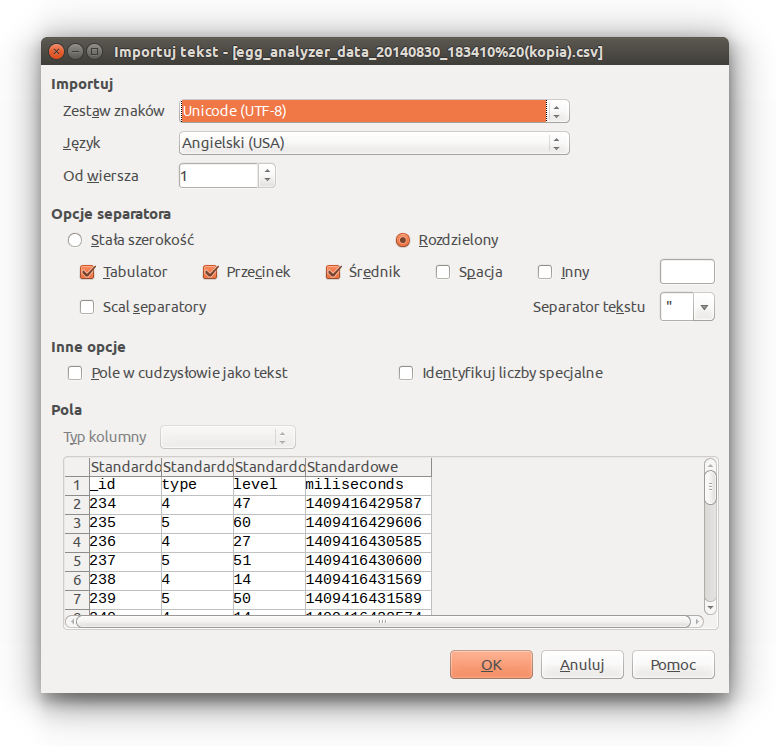 Importuj tekst - [egg_analyzer_data_20140830_183410%20(kopia).csv]
Importuj
Zestaw znaków Unicode (UTF-8)
Język Angielski (USA)
Od wiersza 1
Opcje separatora
Stała szerokość Rozdzielony
Tabulator Przecinek Średnik Spacja Inny
Scal separatory Separator tekstu "
Inne opcje
Pole w cudzysłowie jako tekst Identyfikuj liczby specjalne
Pola
Typ kolumny
Standardo Standardo Standardo Standardowe
1 _id type level miliseconds
2 234 4 47 1409416429587
3 235 5 60 1409416429606
4 236 4 27 1409416430585
5 237 5 51 1409416430600
6 238 4 14 1409416431569
7 239 5 50 1409416431589
OK Anuluj Pomoc